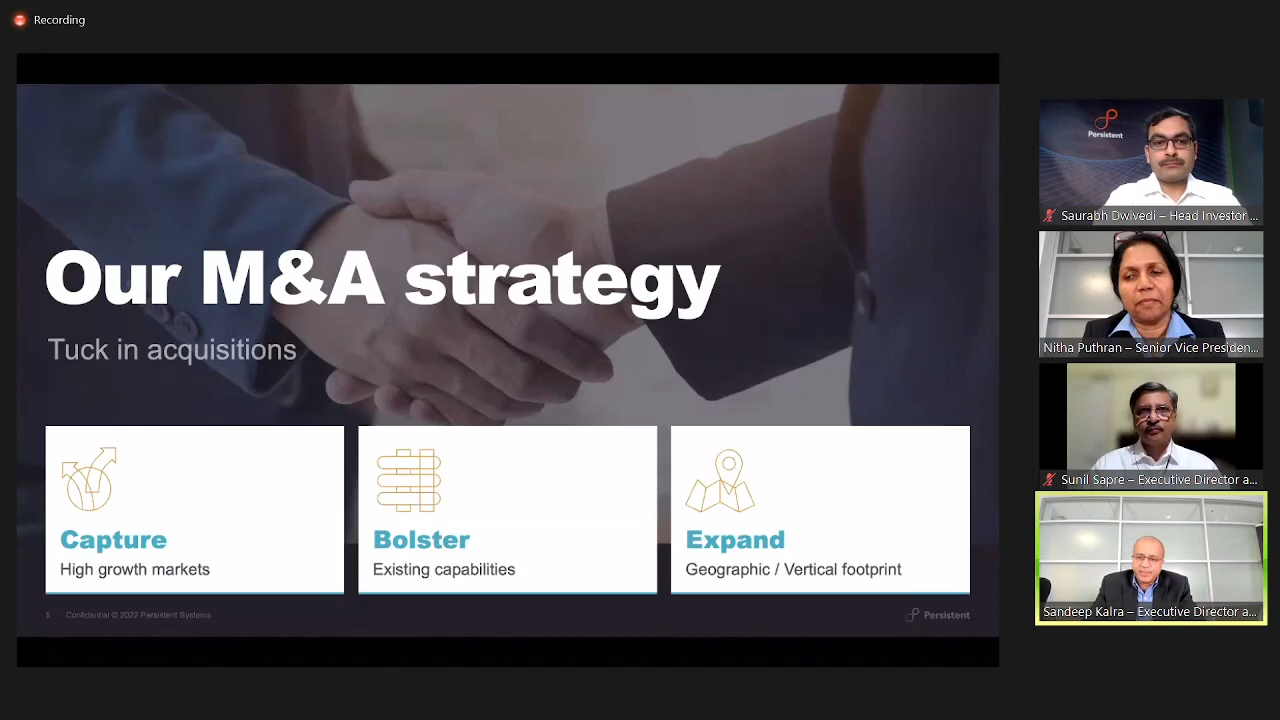 Recording
Our M&A strategy
Tuck in acquisitions
Capture
High growth markets
Bolster
Existing capabilities
Expand
Geographic / Vertical footprint
5 Confidential © 2022 Persistent Systems
Persistent
Persistent
Saurabh Dwivedi – Head Investor ...
Nitha Puthran – Senior Vice Presiden...
Sunil Sapre – Executive Director a...
Sandeep Kalra – Executive Director a...